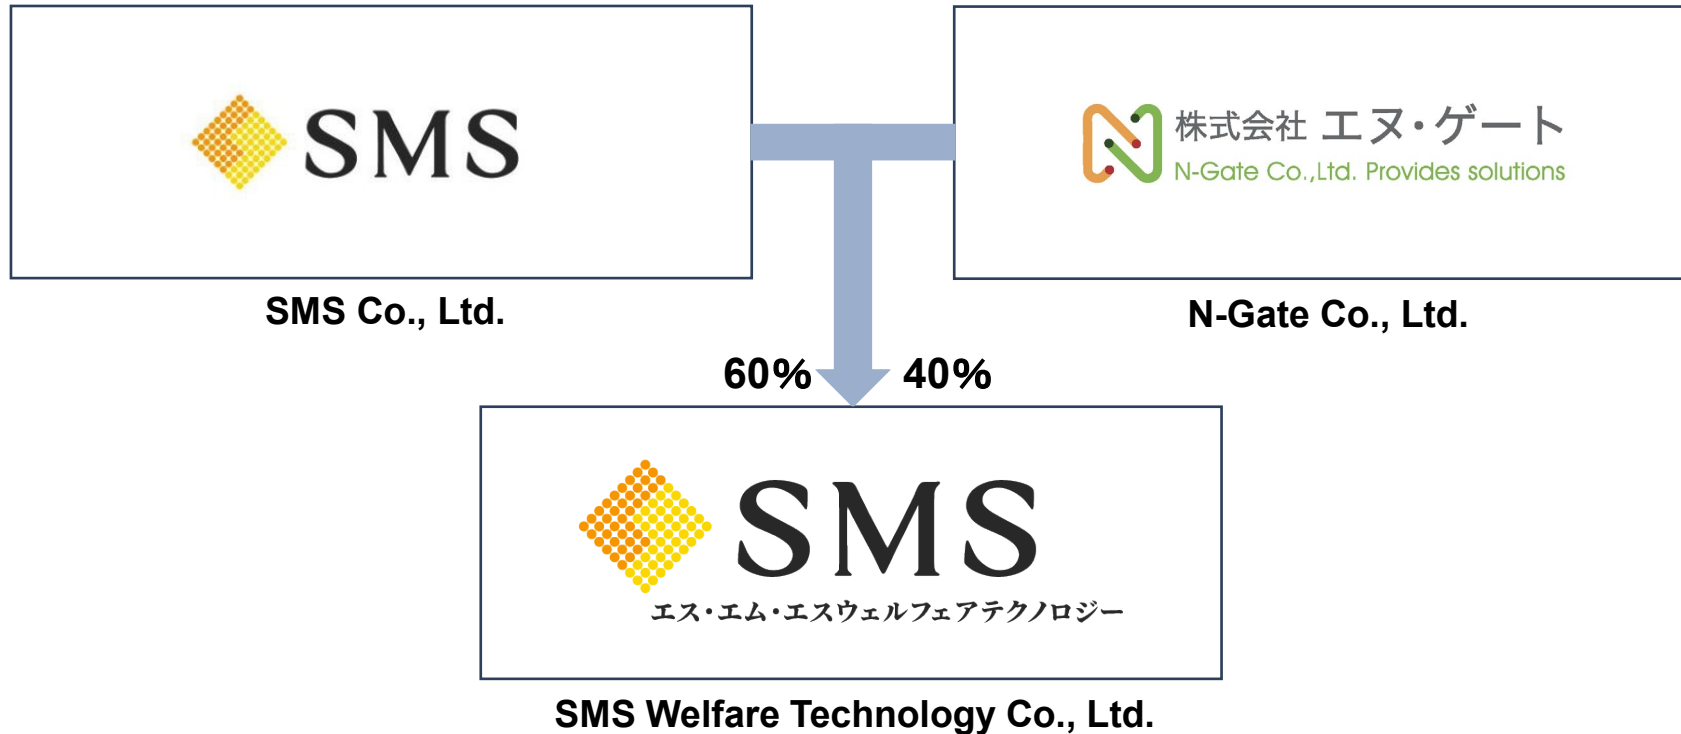 SMS
株式会社 エヌ・ゲート
N-Gate Co.,Ltd. Provides solutions
SMS Co., Ltd.
N-Gate Co., Ltd.
60% 40%
SMS
エス・エム・エスウェルフェアテクノロジー
SMS Welfare Technology Co., Ltd.